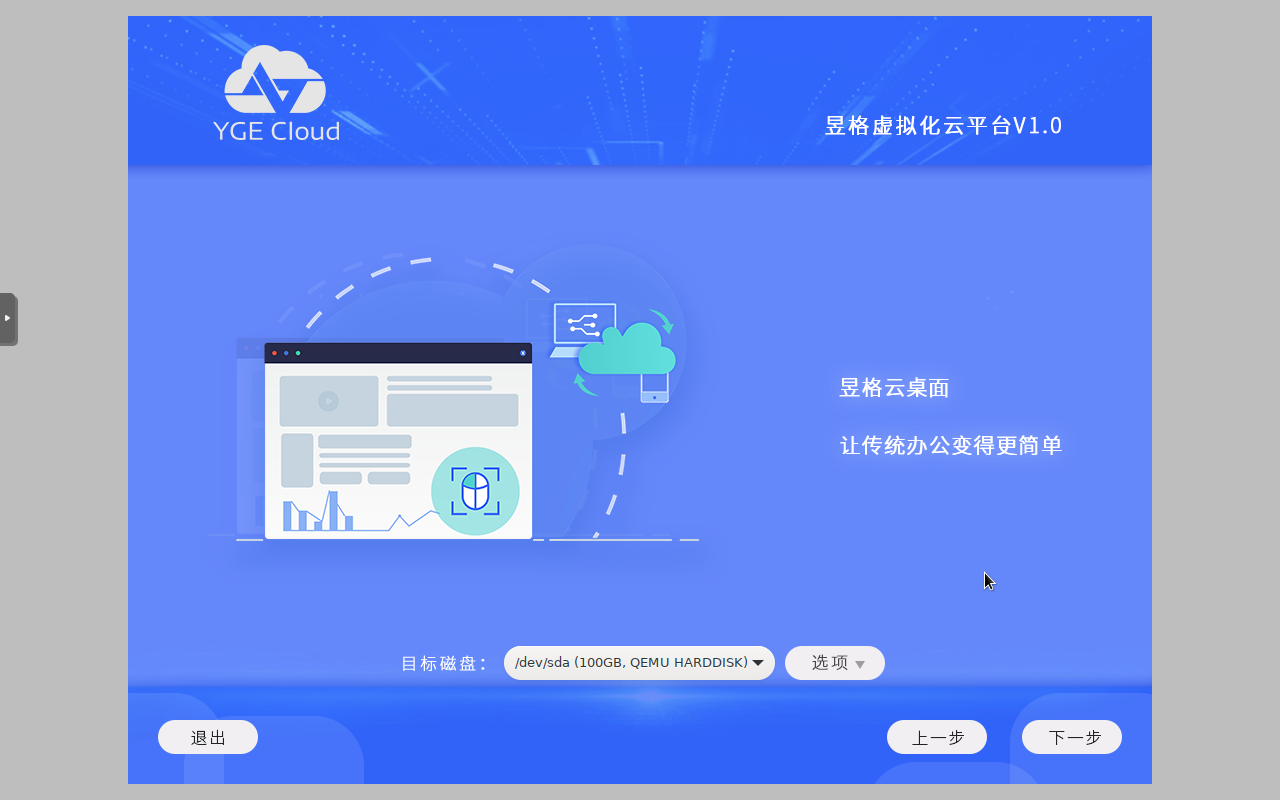 YGE Cloud
昱格虚拟化云平台V1.0
昱格云桌面
让传统办公变得更简单
目标磁盘: /dev/sda (100GB, QEMU HARDDISK) 选项
退出 上一步 下一步